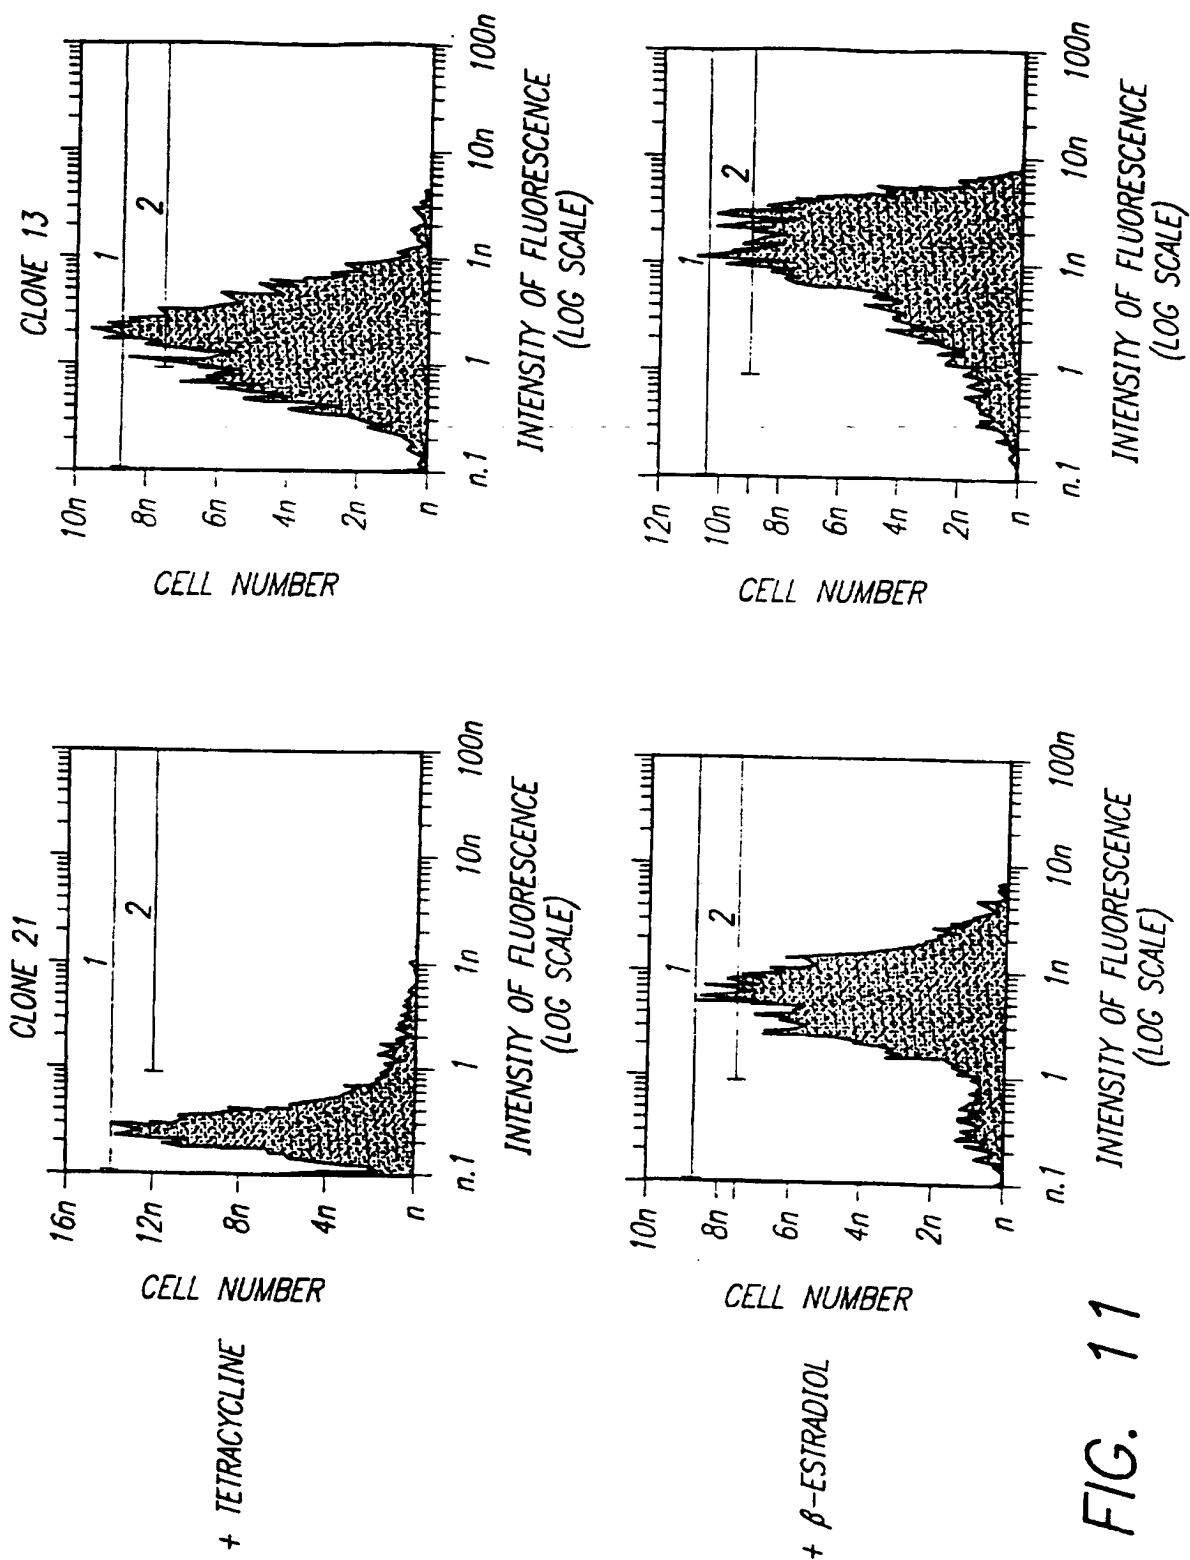 CLONE 21
CLONE 13
+ TETRACYCLINE
CELL NUMBER
16n
12n
8n
4n
n
1
2
n.1 1 1n 10n 100n
INTENSITY OF FLUORESCENCE
(LOG SCALE)
CELL NUMBER
10n
8n
6n
4n
2n
n
1
2
n.1 1 1n 10n 100n
INTENSITY OF FLUORESCENCE
(LOG SCALE)
+ β-ESTRADIOL
CELL NUMBER
10n
8n
6n
4n
2n
n
1
2
n.1 1 1n 10n 100n
INTENSITY OF FLUORESCENCE
(LOG SCALE)
CELL NUMBER
12n
10n
8n
6n
4n
2n
n
1
2
n.1 1 1n 10n 100n
INTENSITY OF FLUORESCENCE
(LOG SCALE)
FIG. 11